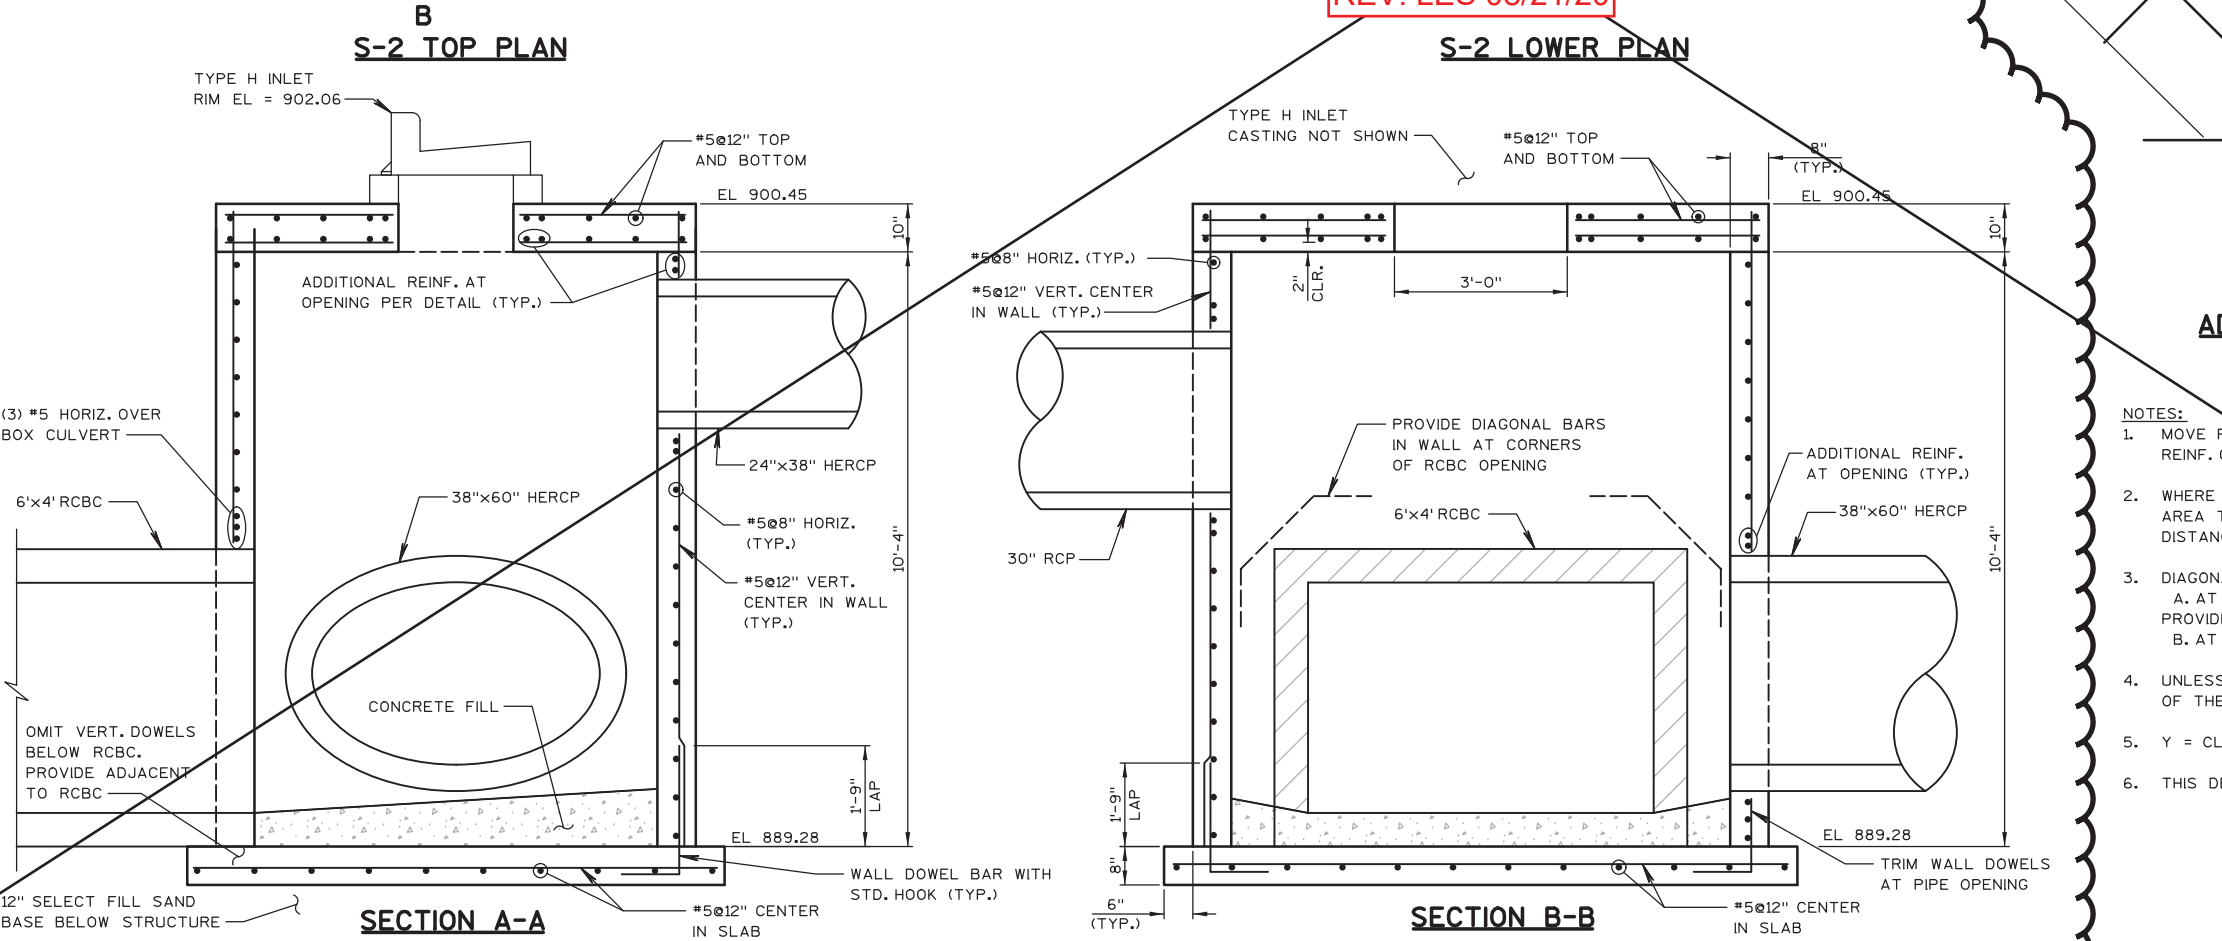 B
S-2 TOP PLAN
TYPE H INLET
RIM EL = 902.06
#5@12" TOP
AND BOTTOM
EL 900.45
10"
ADDITIONAL REINF. AT
OPENING PER DETAIL (TYP.)
(3) #5 HORIZ. OVER
BOX CULVERT
6'x4' RCBC
38"x60" HERCP
24"x38" HERCP
#5@8" HORIZ.
(TYP.)
#5@12" VERT.
CENTER IN WALL
(TYP.)
10'-4"
CONCRETE FILL
OMIT VERT. DOWELS
BELOW RCBC.
PROVIDE ADJACENT
TO RCBC
1'-9"
LAP
EL 889.28
WALL DOWEL BAR WITH
STD. HOOK (TYP.)
12" SELECT FILL SAND
BASE BELOW STRUCTURE
#5@12" CENTER
IN SLAB
SECTION A-A
S-2 LOWER PLAN
TYPE H INLET
CASTING NOT SHOWN
#5@12" TOP
AND BOTTOM
8"
(TYP.)
EL 900.45
10"
#5@8" HORIZ. (TYP.)
#5@12" VERT. CENTER
IN WALL (TYP.)
2"
CLR.
3'-0"
PROVIDE DIAGONAL BARS
IN WALL AT CORNERS
OF RCBC OPENING
6'x4' RCBC
ADDITIONAL REINF.
AT OPENING (TYP.)
38"x60" HERCP
30" RCP
10'-4"
1'-9"
LAP
8"
6"
(TYP.)
EL 889.28
TRIM WALL DOWELS
AT PIPE OPENING
#5@12" CENTER
IN SLAB
SECTION B-B
NOTES:
1. MOVE
REINF.
2. WHERE
AREA
3.
A. AT
B. AT
4. UNLESS
OF
5. Y =
6. THIS